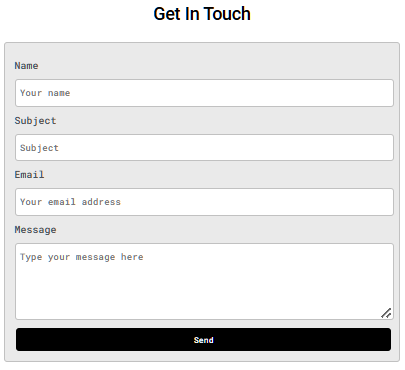 Get In Touch
Name
Your name
Subject
Subject
Email
Your email address
Message
Type your message here
Send